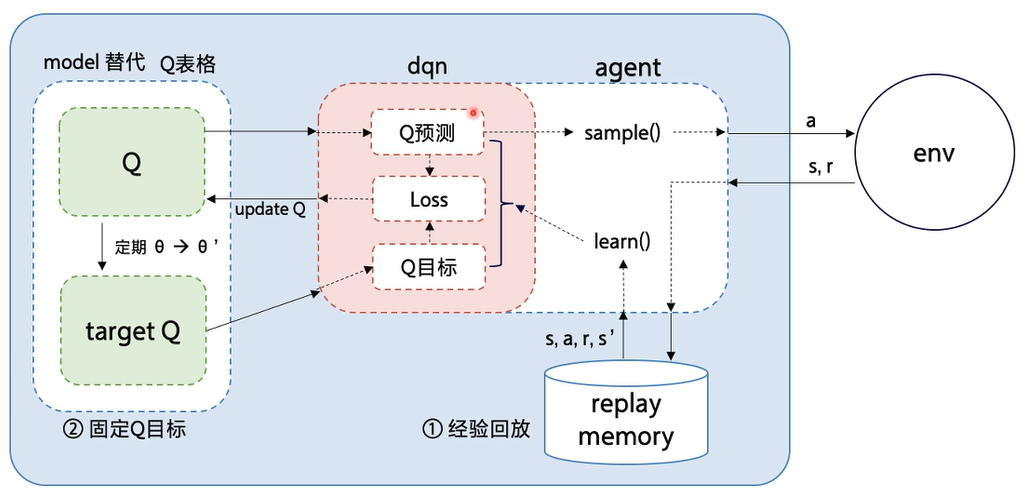 model 替代 Q表格
dqn
agent
Q
Q预测
sample()
a
env
s, r
Loss
update Q
learn()
定期 θ → θ’
Q目标
target Q
s, a, r, s’
replay
memory
② 固定Q目标
① 经验回放